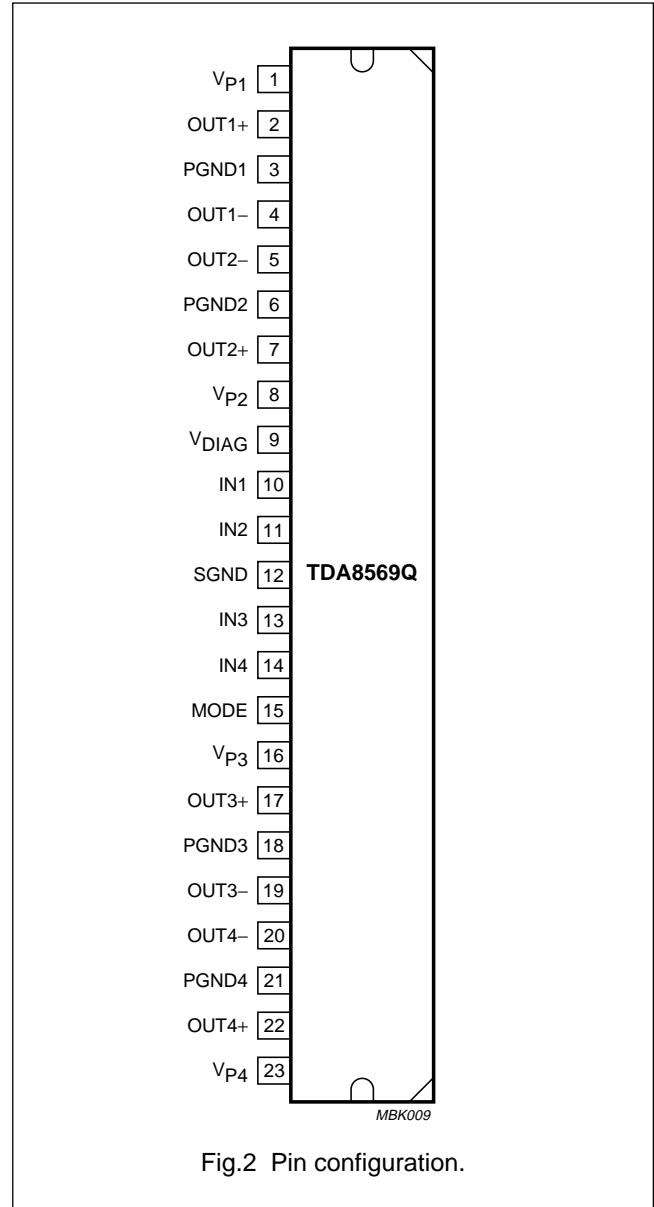 VP1 1
OUT1+ 2
PGND1 3
OUT1− 4
OUT2− 5
PGND2 6
OUT2+ 7
VP2 8
VDIAG 9
IN1 10
IN2 11
SGND 12 TDA8569Q
IN3 13
IN4 14
MODE 15
VP3 16
OUT3+ 17
PGND3 18
OUT3− 19
OUT4− 20
PGND4 21
OUT4+ 22
VP4 23
MBK009
Fig.2 Pin configuration.